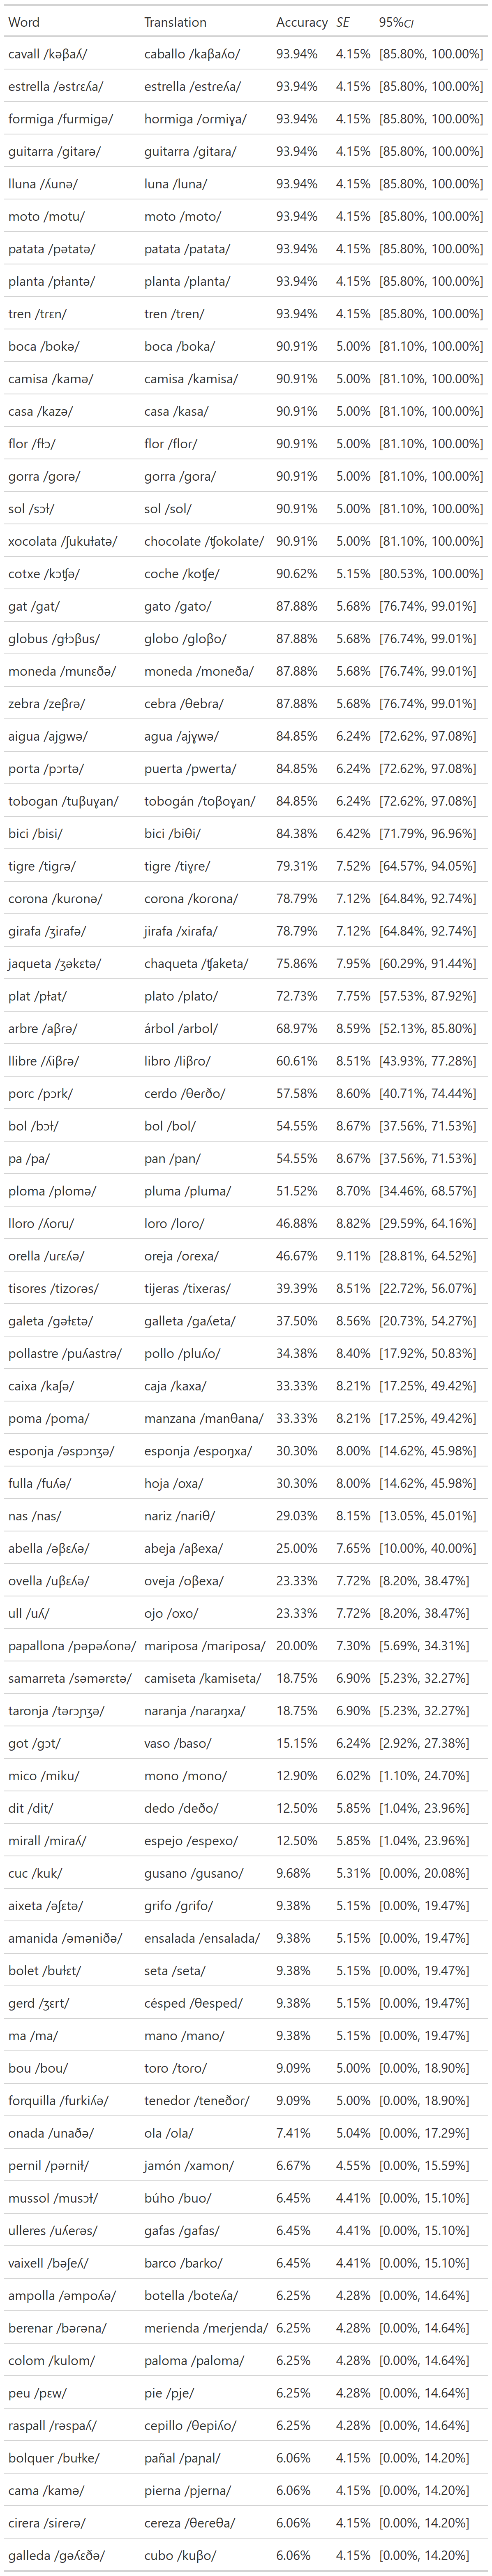 Word Translation Accuracy SE 95%CI
cavall /kəβaʎ/ caballo /kaβaʎo/ 93.94% 4.15% [85.80%, 100.00%]
estrella /əstrɛʎa/ estrella /estreʎa/ 93.94% 4.15% [85.80%, 100.00%]
formiga /furmigə/ hormiga /ormiɣa/ 93.94% 4.15% [85.80%, 100.00%]
guitarra /gitarə/ guitarra /gitara/ 93.94% 4.15% [85.80%, 100.00%]
lluna /ʎunə/ luna /luna/ 93.94% 4.15% [85.80%, 100.00%]
moto /motu/ moto /moto/ 93.94% 4.15% [85.80%, 100.00%]
patata /pətatə/ patata /patata/ 93.94% 4.15% [85.80%, 100.00%]
planta /pɫantə/ planta /planta/ 93.94% 4.15% [85.80%, 100.00%]
tren /tɾɛn/ tren /tɾen/ 93.94% 4.15% [85.80%, 100.00%]
boca /bokə/ boca /boka/ 90.91% 5.00% [81.10%, 100.00%]
camisa /kamə/ camisa /kamisa/ 90.91% 5.00% [81.10%, 100.00%]
casa /kazə/ casa /kasa/ 90.91% 5.00% [81.10%, 100.00%]
flor /fɫɔ/ flor /floɾ/ 90.91% 5.00% [81.10%, 100.00%]
gorra /gorə/ gorra /gora/ 90.91% 5.00% [81.10%, 100.00%]
sol /sɔɫ/ sol /sol/ 90.91% 5.00% [81.10%, 100.00%]
xocolata /ʃukuɫatə/ chocolate /ʧokolate/ 90.91% 5.00% [81.10%, 100.00%]
cotxe /kɔʧə/ coche /koʧe/ 90.62% 5.15% [80.53%, 100.00%]
gat /gat/ gato /gato/ 87.88% 5.68% [76.74%, 99.01%]
globus /gɫɔβus/ globo /gloβo/ 87.88% 5.68% [76.74%, 99.01%]
moneda /munɛðə/ moneda /moneða/ 87.88% 5.68% [76.74%, 99.01%]
zebra /zeβɾə/ cebra /θebɾa/ 87.88% 5.68% [76.74%, 99.01%]
aigua /ajgwə/ agua /ajɣwə/ 84.85% 6.24% [72.62%, 97.08%]
porta /pɔrtə/ puerta /pwerta/ 84.85% 6.24% [72.62%, 97.08%]
tobogan /tuβuɣan/ tobogán /toβoɣan/ 84.85% 6.24% [72.62%, 97.08%]
bici /bisi/ bici /biθi/ 84.38% 6.42% [71.79%, 96.96%]
tigre /tigɾə/ tigre /tiɣɾe/ 79.31% 7.52% [64.57%, 94.05%]
corona /kuɾonə/ corona /koɾona/ 78.79% 7.12% [64.84%, 92.74%]
girafa /ʒiɾafə/ jirafa /xiɾafa/ 78.79% 7.12% [64.84%, 92.74%]
jaqueta /ʒəkɛtə/ chaqueta /ʧaketa/ 75.86% 7.95% [60.29%, 91.44%]
plat /pɫat/ plato /plato/ 72.73% 7.75% [57.53%, 87.92%]
arbre /aβɾə/ árbol /arbol/ 68.97% 8.59% [52.13%, 85.80%]
llibre /ʎiβɾə/ libro /liβɾo/ 60.61% 8.51% [43.93%, 77.28%]
porc /pɔrk/ cerdo /θeɾðo/ 57.58% 8.60% [40.71%, 74.44%]
bol /bɔɫ/ bol /bol/ 54.55% 8.67% [37.56%, 71.53%]
pa /pa/ pan /pan/ 54.55% 8.67% [37.56%, 71.53%]
ploma /plomə/ pluma /pluma/ 51.52% 8.70% [34.46%, 68.57%]
lloro /ʎoɾu/ loro /loɾo/ 46.88% 8.82% [29.59%, 64.16%]
orella /uɾɛʎə/ oreja /oɾexa/ 46.67% 9.11% [28.81%, 64.52%]
tisores /tizoɾəs/ tijeras /tixeɾas/ 39.39% 8.51% [22.72%, 56.07%]
galeta /gəɫɛtə/ galleta /gaʎeta/ 37.50% 8.56% [20.73%, 54.27%]
pollastre /puʎastɾə/ pollo /pluʎo/ 34.38% 8.40% [17.92%, 50.83%]
caixa /kaʃə/ caja /kaxa/ 33.33% 8.21% [17.25%, 49.42%]
poma /poma/ manzana /manθana/ 33.33% 8.21% [17.25%, 49.42%]
esponja /əspɔnʒə/ esponja /espoŋxa/ 30.30% 8.00% [14.62%, 45.98%]
fulla /fuʎə/ hoja /oxa/ 30.30% 8.00% [14.62%, 45.98%]
nas /nas/ nariz /naɾiθ/ 29.03% 8.15% [13.05%, 45.01%]
abella /əβɛʎə/ abeja /aβexa/ 25.00% 7.65% [10.00%, 40.00%]
ovella /uβɛʎə/ oveja /oβexa/ 23.33% 7.72% [8.20%, 38.47%]
ull /uʎ/ ojo /oxo/ 23.33% 7.72% [8.20%, 38.47%]
papallona /pəpəʎonə/ mariposa /maɾiposa/ 20.00% 7.30% [5.69%, 34.31%]
samarreta /səmərɛtə/ camiseta /kamiseta/ 18.75% 6.90% [5.23%, 32.27%]
taronja /təɾɔɲʒə/ naranja /naɾaŋxa/ 18.75% 6.90% [5.23%, 32.27%]
got /gɔt/ vaso /baso/ 15.15% 6.24% [2.92%, 27.38%]
mico /miku/ mono /mono/ 12.90% 6.02% [1.10%, 24.70%]
dit /dit/ dedo /deðo/ 12.50% 5.85% [1.04%, 23.96%]
mirall /miɾaʎ/ espejo /espexo/ 12.50% 5.85% [1.04%, 23.96%]
cuc /kuk/ gusano /gusano/ 9.68% 5.31% [0.00%, 20.08%]
aixeta /əʃɛtə/ grifo /gɾifo/ 9.38% 5.15% [0.00%, 19.47%]
amanida /əməniðə/ ensalada /ensalada/ 9.38% 5.15% [0.00%, 19.47%]
bolet /buɫɛt/ seta /seta/ 9.38% 5.15% [0.00%, 19.47%]
gerd /ʒɛrt/ césped /θesped/ 9.38% 5.15% [0.00%, 19.47%]
ma /ma/ mano /mano/ 9.38% 5.15% [0.00%, 19.47%]
bou /bou/ toro /toɾo/ 9.09% 5.00% [0.00%, 18.90%]
forquilla /furkiʎə/ tenedor /teneðoɾ/ 9.09% 5.00% [0.00%, 18.90%]
onada /unaðə/ ola /ola/ 7.41% 5.04% [0.00%, 17.29%]
pernil /pərniɫ/ jamón /xamon/ 6.67% 4.55% [0.00%, 15.59%]
mussol /musɔɫ/ búho /buo/ 6.45% 4.41% [0.00%, 15.10%]
ulleres /uʎeɾəs/ gafas /gafas/ 6.45% 4.41% [0.00%, 15.10%]
vaixell /bəʃeʎ/ barco /barko/ 6.45% 4.41% [0.00%, 15.10%]
ampolla /əmpoʎə/ botella /boteʎa/ 6.25% 4.28% [0.00%, 14.64%]
berenar /bəɾəna/ merienda /meɾjenda/ 6.25% 4.28% [0.00%, 14.64%]
colom /kulom/ paloma /paloma/ 6.25% 4.28% [0.00%, 14.64%]
peu /pɛw/ pie /pje/ 6.25% 4.28% [0.00%, 14.64%]
raspall /rəspaʎ/ cepillo /θepiʎo/ 6.25% 4.28% [0.00%, 14.64%]
bolquer /buɫke/ pañal /paɲal/ 6.06% 4.15% [0.00%, 14.20%]
cama /kamə/ pierna /pjerna/ 6.06% 4.15% [0.00%, 14.20%]
cirera /siɾeɾə/ cereza /θeɾeθa/ 6.06% 4.15% [0.00%, 14.20%]
galleda /gəʎɛðə/ cubo /kuβo/ 6.06% 4.15% [0.00%, 14.20%]